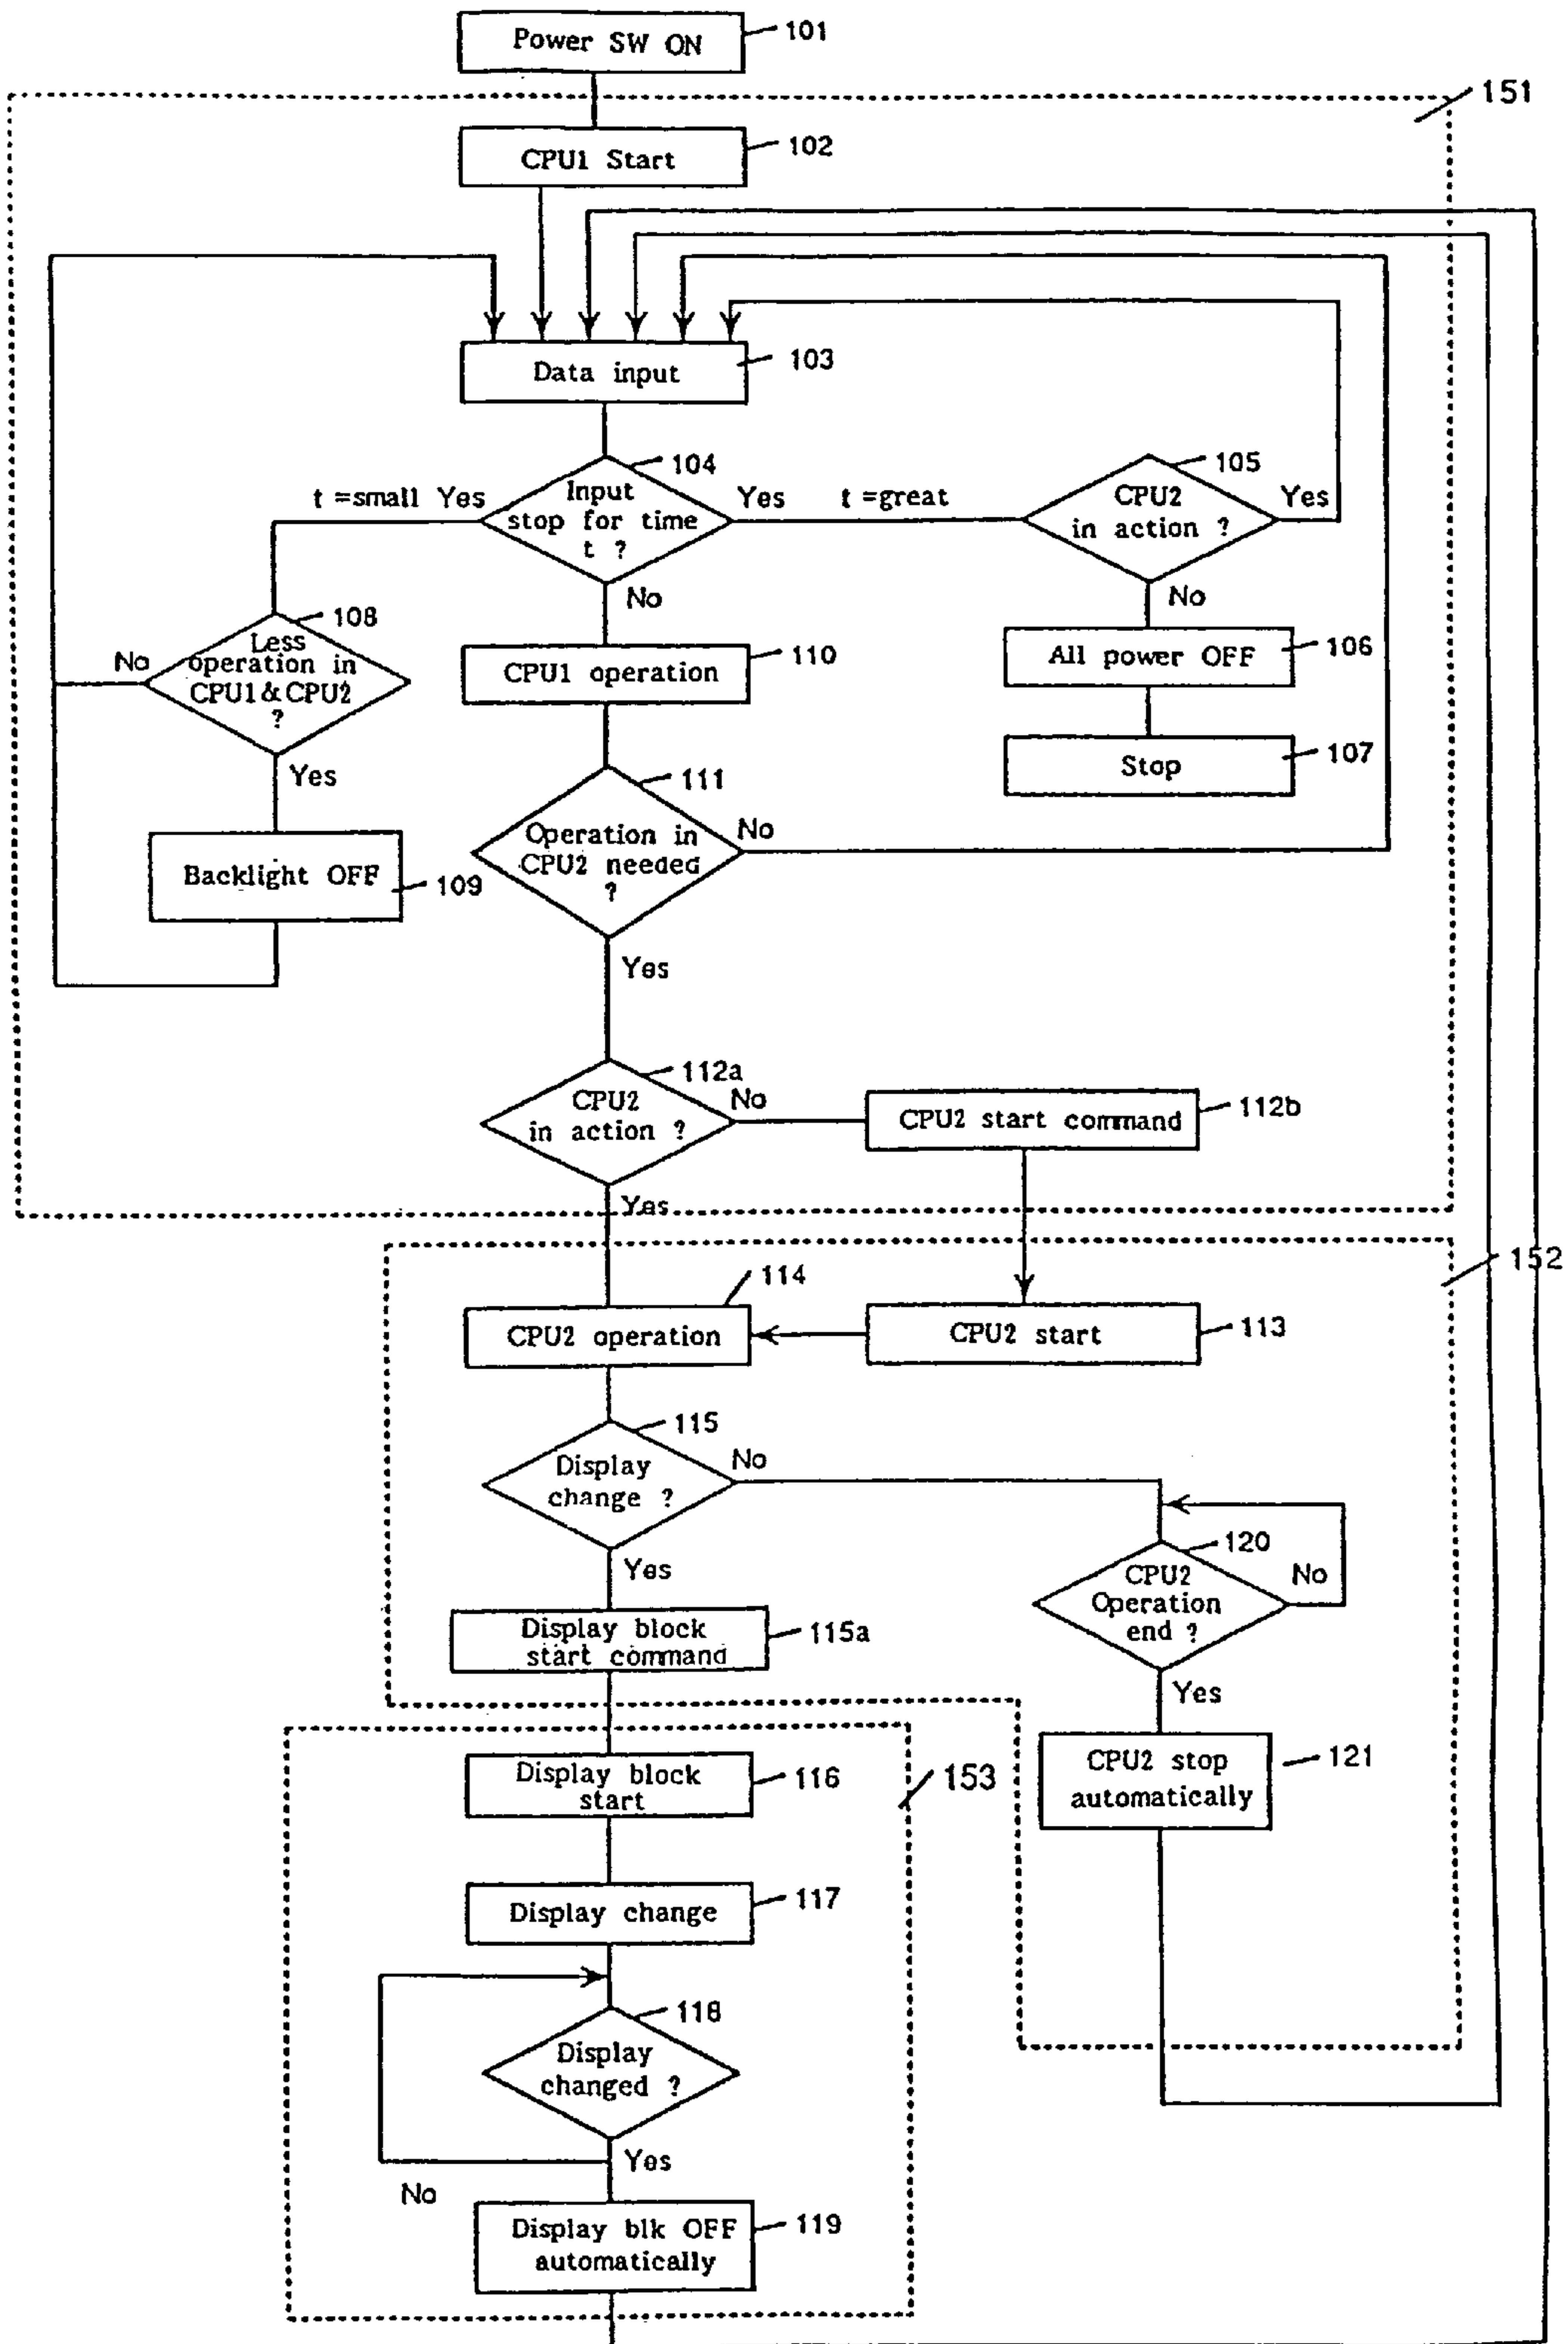 Power SW ON
101
151
CPU1 Start
102
Data input
103
104
Input
stop for time
t ?
t =small Yes
Yes
t =great
No
105
CPU2
in action ?
Yes
No
All power OFF
106
Stop
107
108
Less
operation in
CPU1&CPU2
?
No
Yes
Backlight OFF
109
CPU1 operation
110
111
Operation in
CPU2 needed
?
No
Yes
112a
CPU2
in action ?
No
Yes
CPU2 start command
112b
152
114
CPU2 operation
CPU2 start
113
115
Display
change ?
No
Yes
Display block
start command
115a
120
CPU2
Operation
end ?
No
Yes
CPU2 stop
automatically
121
153
Display block
start
116
Display change
117
118
Display
changed ?
Yes
No
Display blk OFF
automatically
119